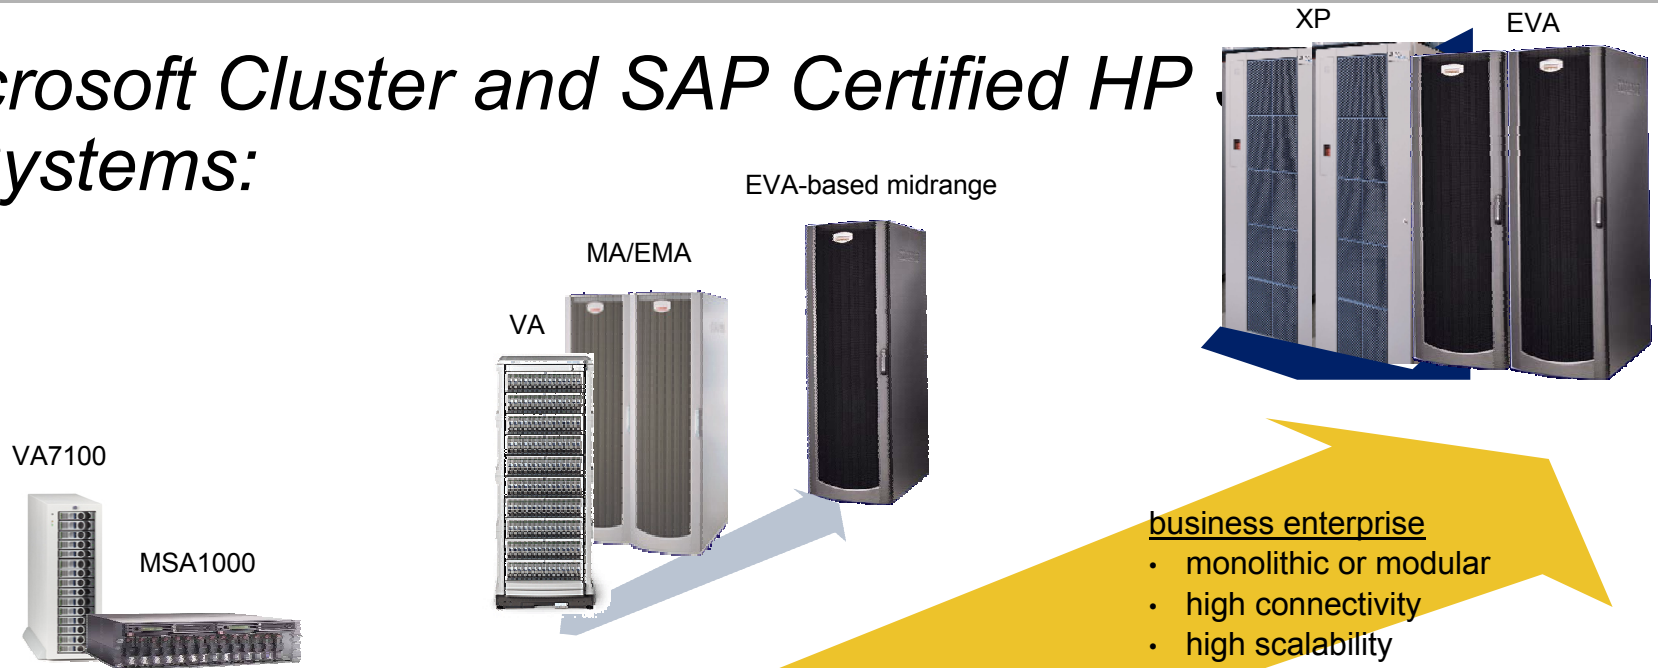 XP
EVA
crosoft Cluster and SAP Certified HP
ystems:
EVA-based midrange
MA/EMA
VA
VA7100
MSA1000
business enterprise
• monolithic or modular
• high connectivity
• high scalability